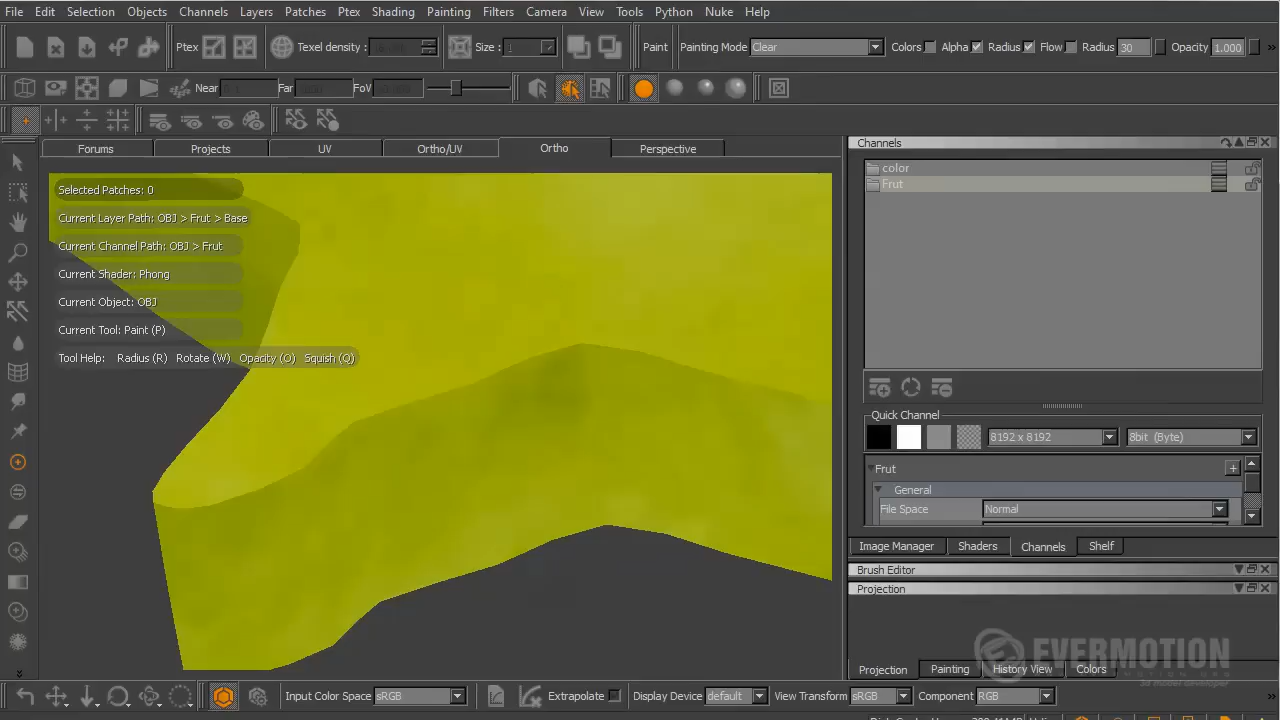 File Edit Selection Objects Channels Layers Patches Ptex Shading Painting Filters Camera View Tools Python Nuke Help
Ptex Texel density: Size : 1 Paint Painting Mode Clear Colors Alpha Radius Flow Radius 30 Opacity 1.000
Near 0.1 Far FoV
Forums Projects UV Ortho/UV Ortho Perspective
Selected Patches: 0
Current Layer Path: OBJ > Frut > Base
Current Channel Path: OBJ > Frut
Current Shader: Phong
Current Object: OBJ
Current Tool: Paint (P)
Tool Help: Radius (R) Rotate (W) Opacity (O) Squish (Q)
Channels
color
Frut
Quick Channel
8192 x 8192 8bit (Byte)
Frut
General
File Space Normal
Image Manager Shaders Channels Shelf
Brush Editor
Projection
EVERMOTION
3d model developer
Projection Painting History View Colors
Input Color Space sRGB Extrapolate Display Device default View Transform sRGB Component RGB